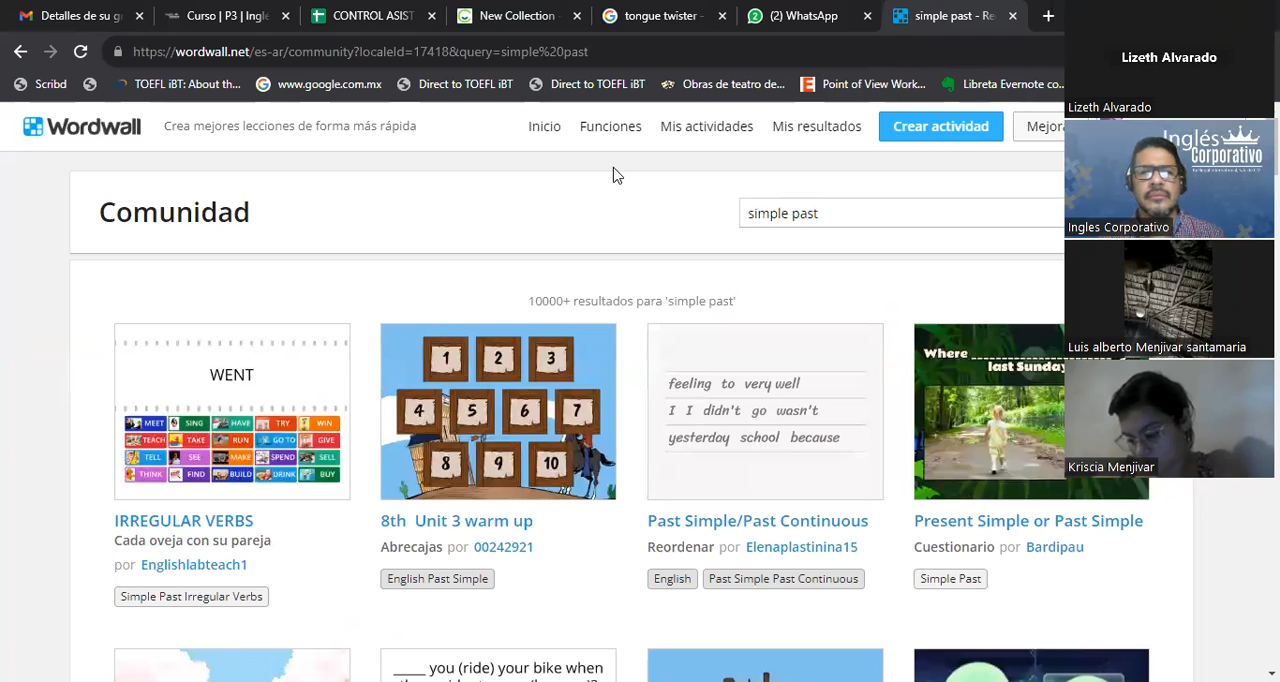 Detalles de su gr
Curso | P3 | Inglé
CONTROL ASIST
New Collection -
tongue twister -
(2) WhatsApp
simple past - Re
https://wordwall.net/es-ar/community?localeId=17418&query=simple%20past
Scribd
TOEFL iBT: About th...
www.google.com.mx
Direct to TOEFL iBT
Direct to TOEFL iBT
Obras de teatro de...
Point of View Work...
Libreta Evernote co...
Wordwall
Crea mejores lecciones de forma más rápida
Inicio
Funciones
Mis actividades
Mis resultados
Crear actividad
Mejora
Comunidad
simple past
10000+ resultados para 'simple past'
WENT
MEET SING HAVE TRY WIN
TEACH TAKE RUN GO TO GIVE
TELL SEE MAKE SPEND SELL
THINK FIND BUILD DRINK BUY
1 2 3
4 5 6 7
8 9 10
feeling to very well
I I didn't go wasn't
yesterday school because
Where ____________
last Sunda
IRREGULAR VERBS
Cada oveja con su pareja
por Englishlabteach1
Simple Past Irregular Verbs
8th Unit 3 warm up
Abrecajas por 00242921
English Past Simple
Past Simple/Past Continuous
Reordenar por Elenaplastinina15
English
Past Simple Past Continuous
Present Simple or Past Simple
Cuestionario por Bardipau
Simple Past
_____ you (ride) your bike when
Lizeth Alvarado
Lizeth Alvarado
Inglés
Corporativo
Ingles Corporativo
Luis alberto Menjivar santamaria
Kriscia Menjivar